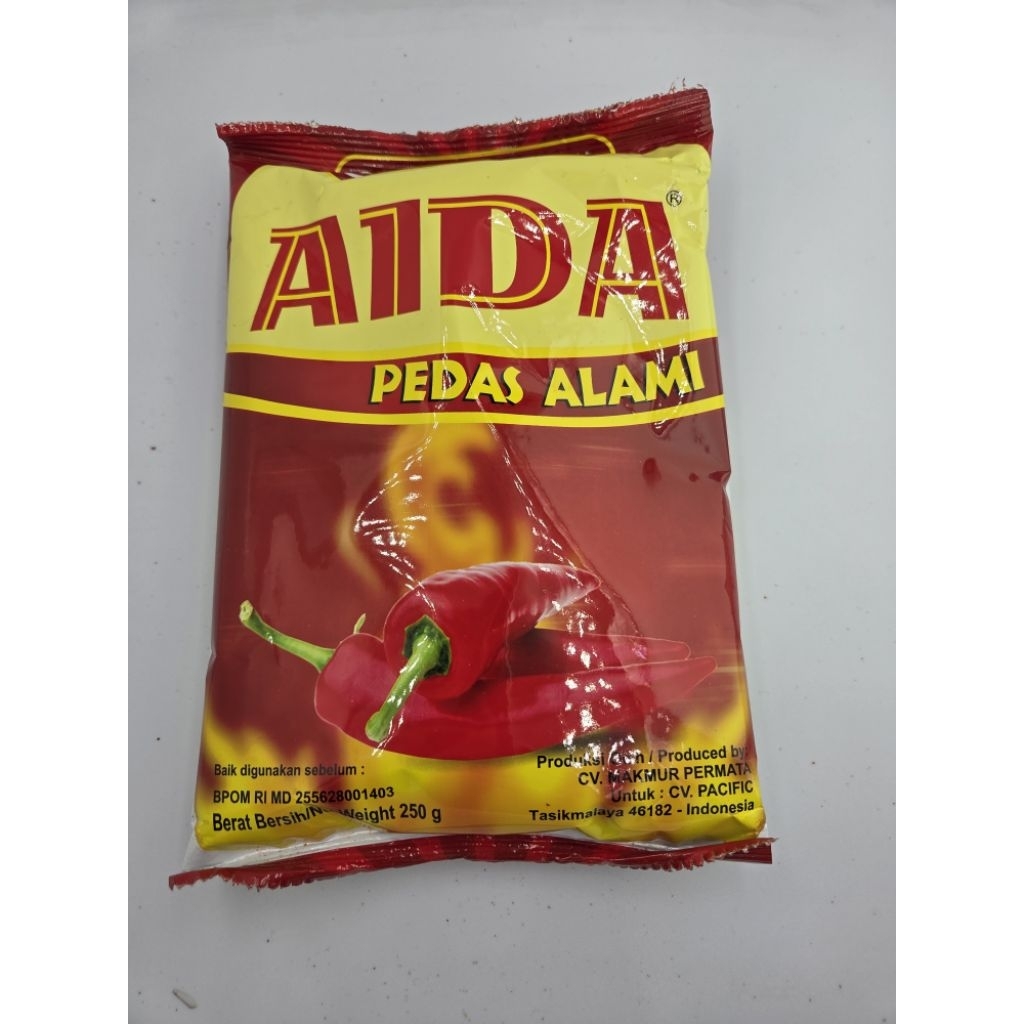 AIDA®
PEDAS ALAMI
Baik digunakan sebelum :
BPOM RI MD 255628001403
Berat Bersih/Net Weight 250 g
Produksi Oleh / Produced by:
CV. MAKMUR PERMATA
Untuk : CV. PACIFIC
Tasikmalaya 46182 - Indonesia